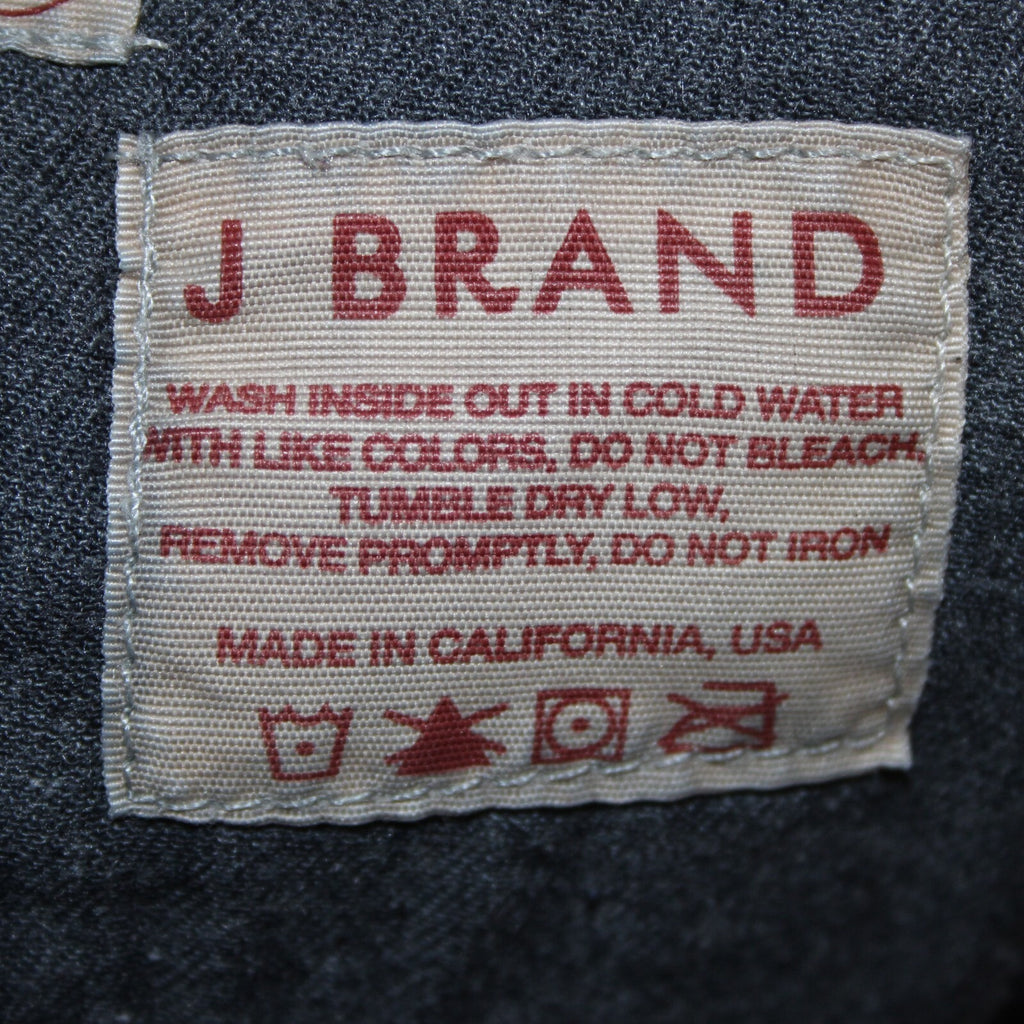 J BRAND
WASH INSIDE OUT IN COLD WATER
WITH LIKE COLORS, DO NOT BLEACH,
TUMBLE DRY LOW,
REMOVE PROMPTLY, DO NOT IRON
MADE IN CALIFORNIA, USA